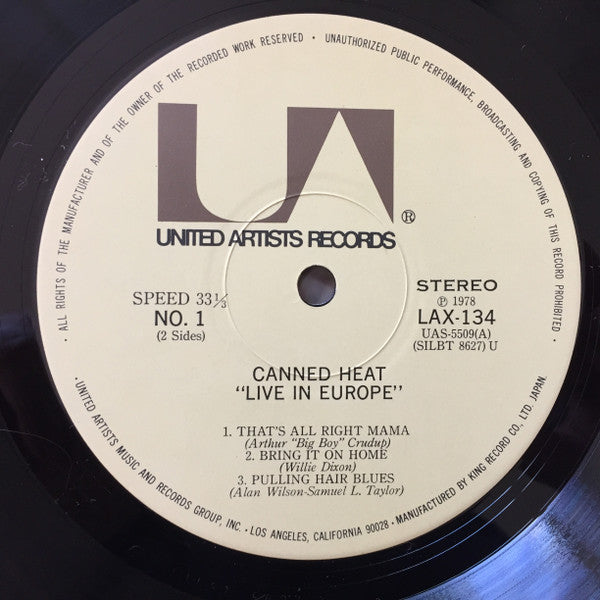 · ALL RIGHTS OF THE MANUFACTURER AND OF THE OWNER OF THE RECORDED WORK RESERVED · UNAUTHORIZED PUBLIC PERFORMANCE, BROADCASTING AND COPYING OF THIS RECORD PROHIBITED ·
UA®
UNITED ARTISTS RECORDS
SPEED 33⅓
NO. 1
(2 Sides)
STEREO
℗ 1978
LAX-134
UAS-5509(A)
(SILBT 8627) U
CANNED HEAT
"LIVE IN EUROPE"
1. THAT'S ALL RIGHT MAMA
(Arthur "Big Boy" Crudup)
2. BRING IT ON HOME
(Willie Dixon)
3. PULLING HAIR BLUES
(Alan Wilson-Samuel L. Taylor)
UNITED ARTISTS MUSIC AND RECORDS GROUP, INC. · LOS ANGELES, CALIFORNIA 90028 · MANUFACTURED BY KING RECORD CO., LTD. JAPAN.